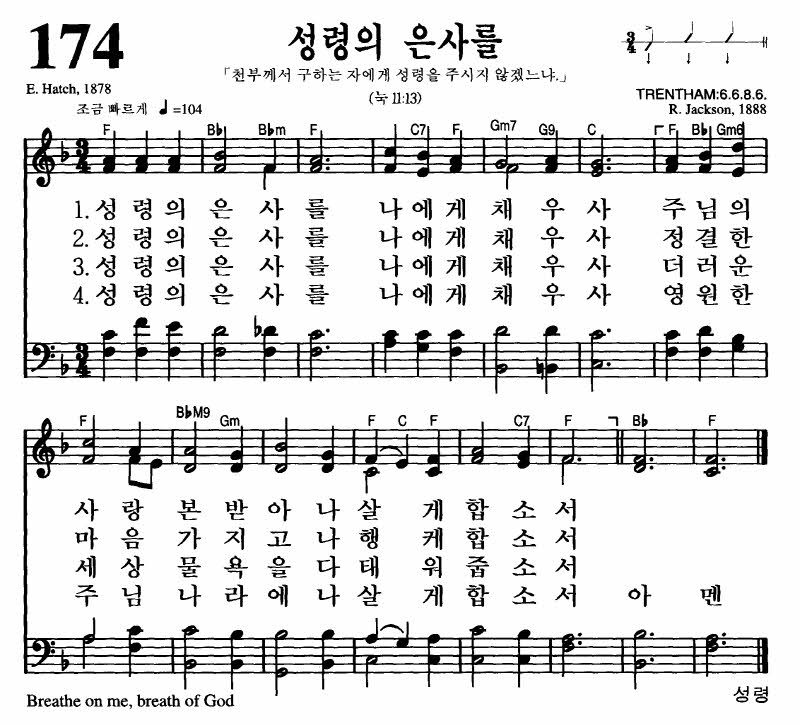 174
성령의 은사를
3/4
「천부께서 구하는 자에게 성령을 주시지 않겠느냐.」
E. Hatch, 1878
(눅 11:13)
TRENTHAM:6.6.8.6.
조금 빠르게 ♩=104
R. Jackson, 1888
F B♭ B♭m F C7 Gm7 G9 C F B♭ Gm6
1. 성 령의 은 사 를 나에게 채 우 사 주님의
2. 성 령의 은 사 를 나에게 채 우 사 정결한
3. 성 령의 은 사 를 나에게 채 우 사 더러운
4. 성 령의 은 사 를 나에게 채 우 사 영원한
F B♭M9 Gm F C F C7 F B♭ F
사 랑 본 받 아 나 살 게 합 소 서
마 음 가 지 고 나 행 케 합 소 서
세 상 물 욕 을 다 태 워 줍 소 서
주 님 나 라 에 나 살 게 합 소 서 아 멘
Breathe on me, breath of God
성령